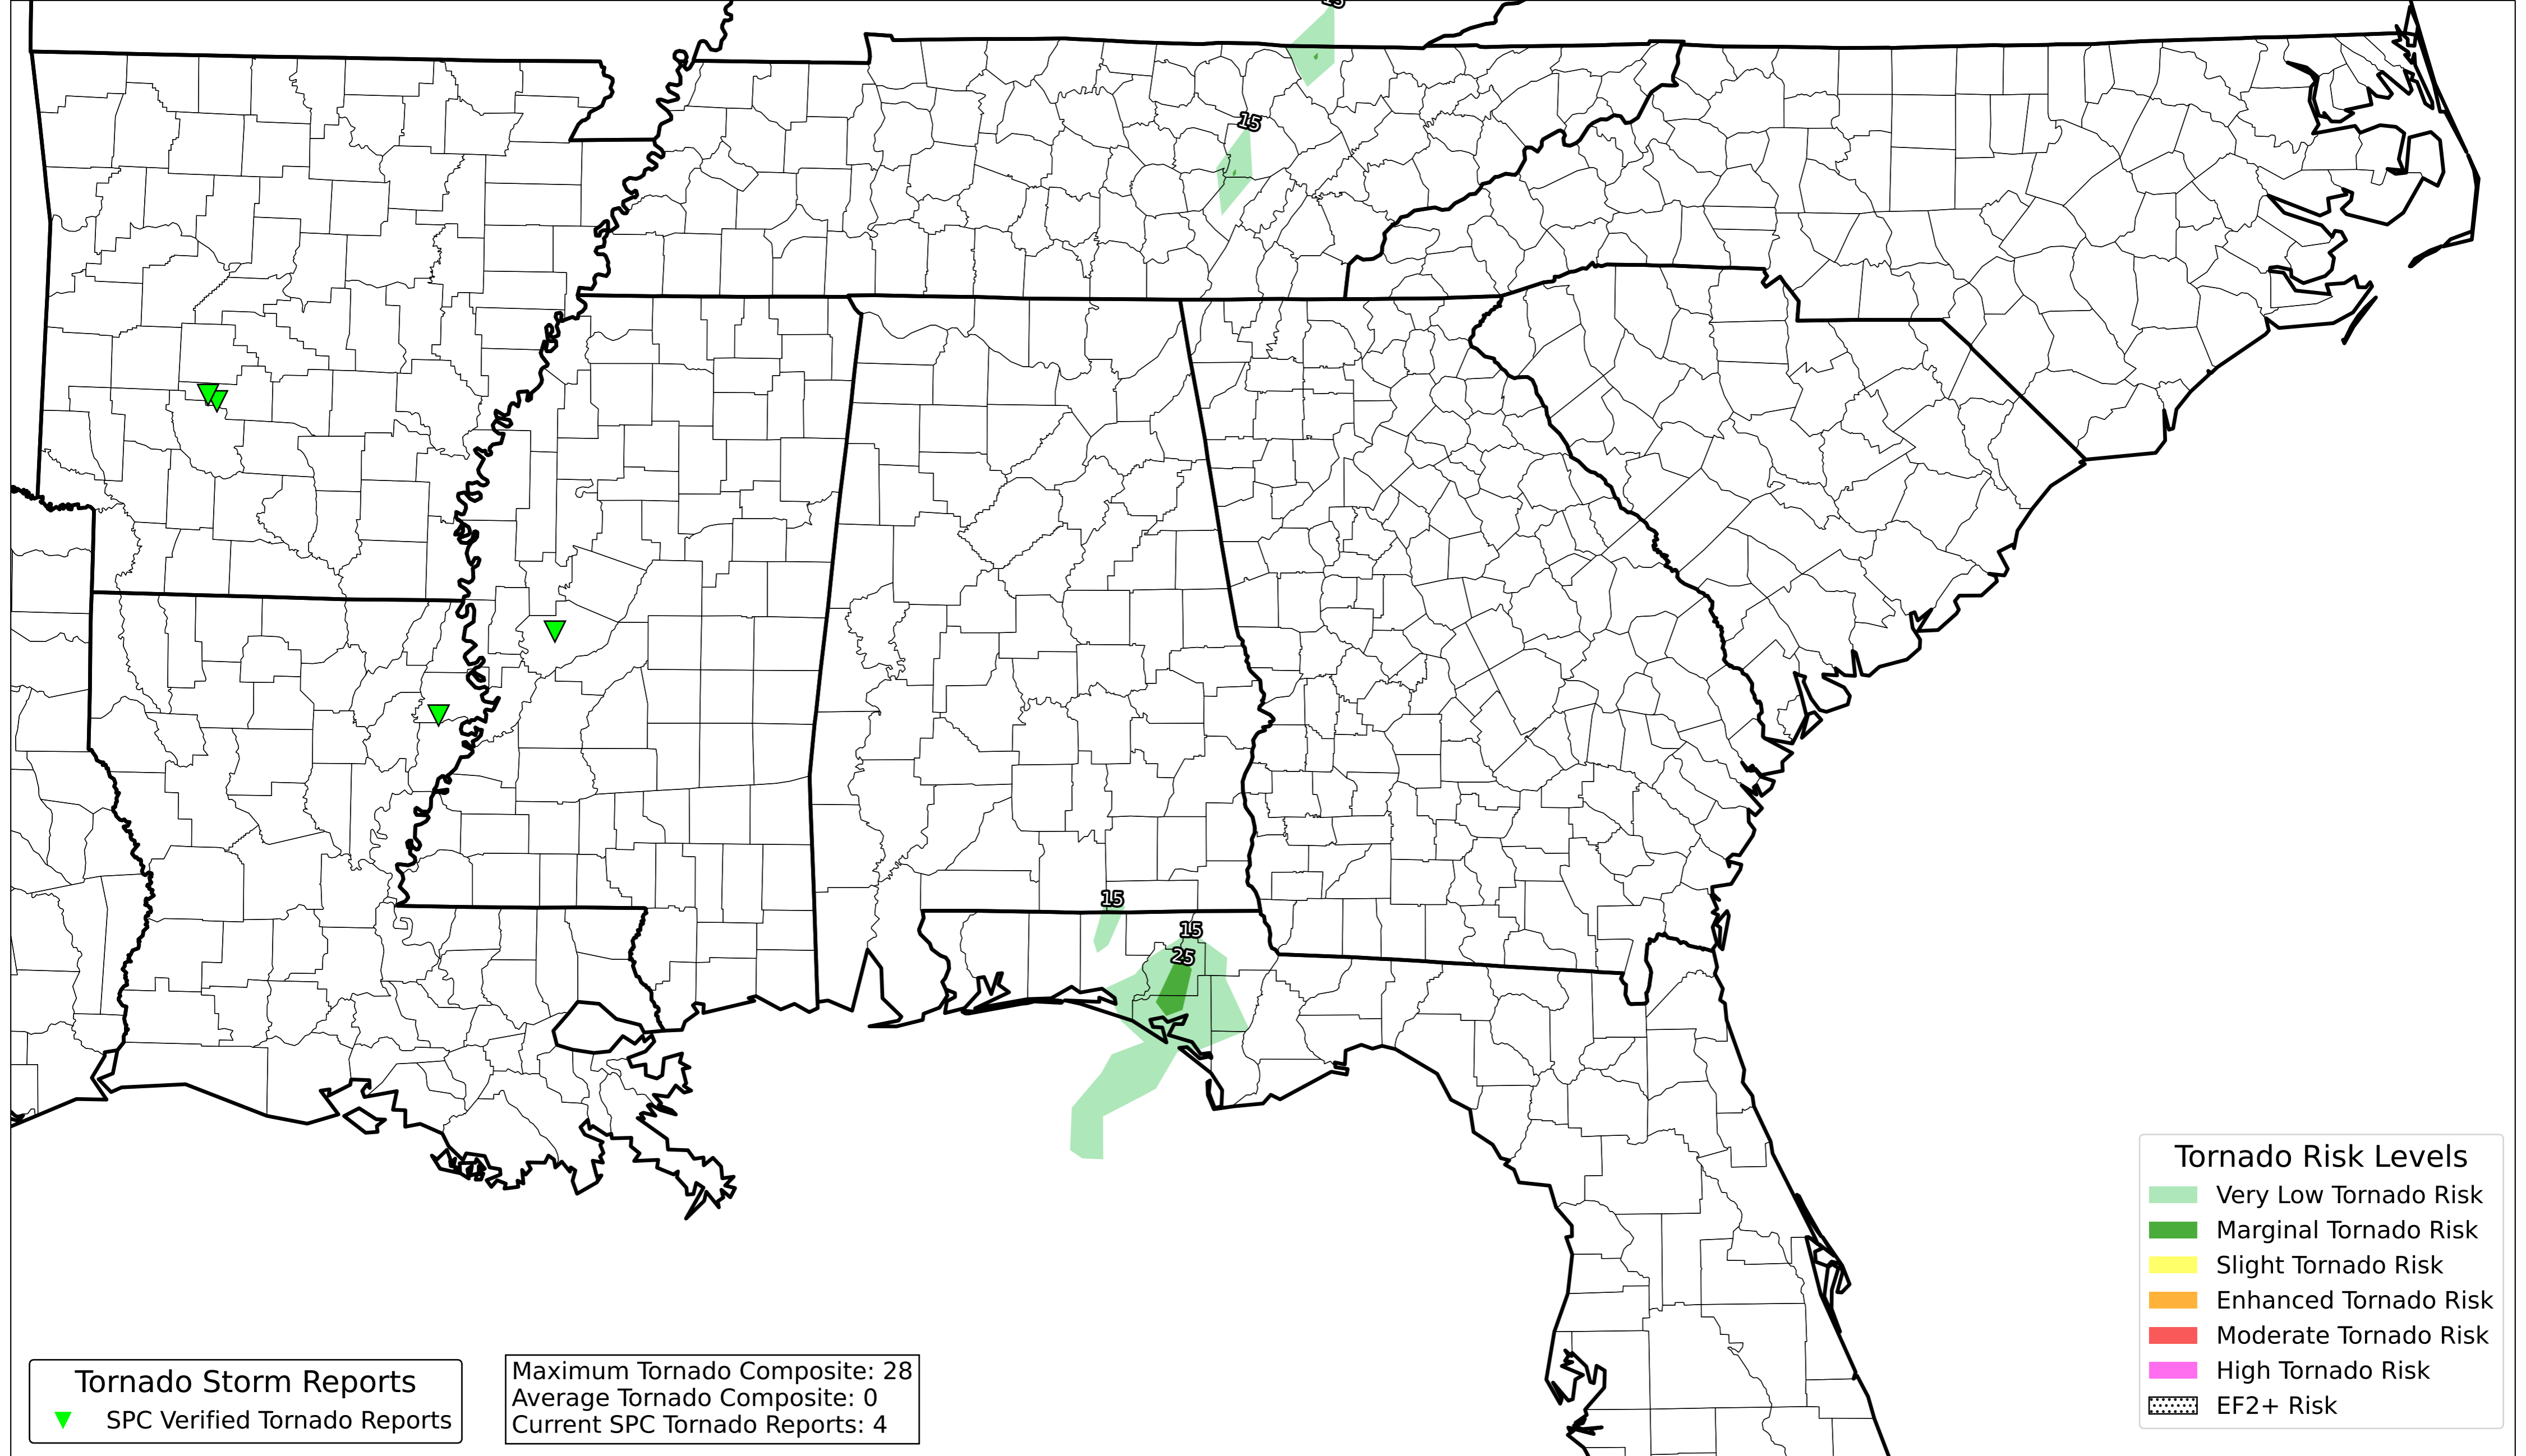 15
15
15
15
25
Tornado Risk Levels
Very Low Tornado Risk
Marginal Tornado Risk
Slight Tornado Risk
Enhanced Tornado Risk
Moderate Tornado Risk
High Tornado Risk
EF2+ Risk
Tornado Storm Reports
SPC Verified Tornado Reports
Maximum Tornado Composite: 28
Average Tornado Composite: 0
Current SPC Tornado Reports: 4